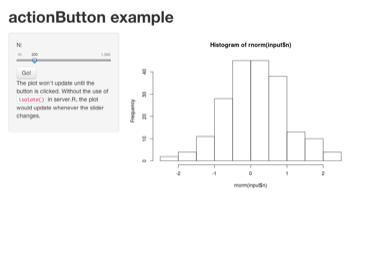 actionButton example
N:
200
1,000
Go!
The plot won't update until the
button is clicked. Without the use of
isolate() in server.R, the plot
would update whenever the slider
changes.
Histogram of rnorm(input$n)
Frequency
0
10
20
30
40
-2
-1
0
1
2
rnorm(input$n)